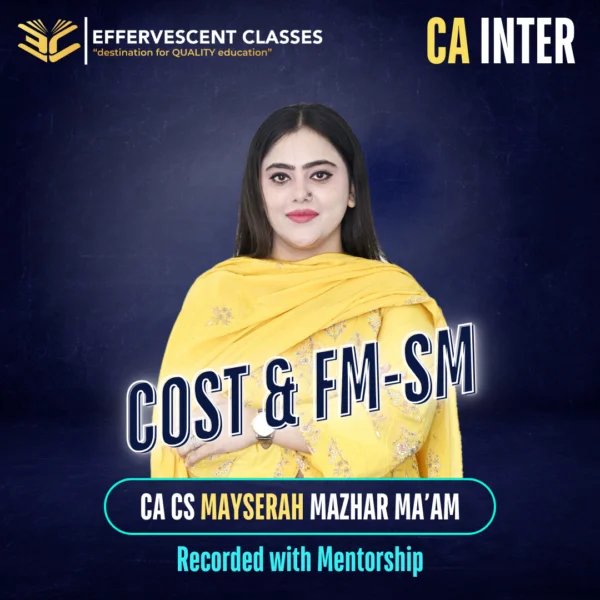 EFFERVESCENT CLASSES
"destination for QUALITY education"
CA INTER
COST & FM-SM
CA CS MAYSERAH MAZHAR MA'AM
Recorded with Mentorship